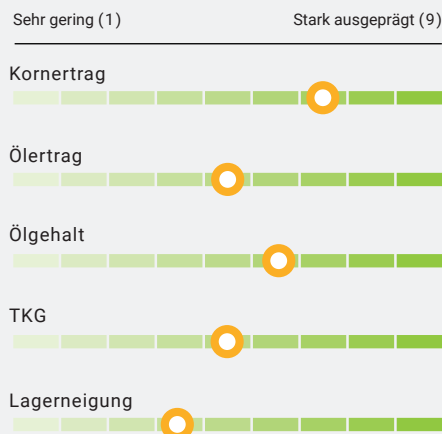 Sehr gering (1) Stark ausgeprägt (9)
Kornertrag
Ölertrag
Ölgehalt
TKG
Lagerneigung